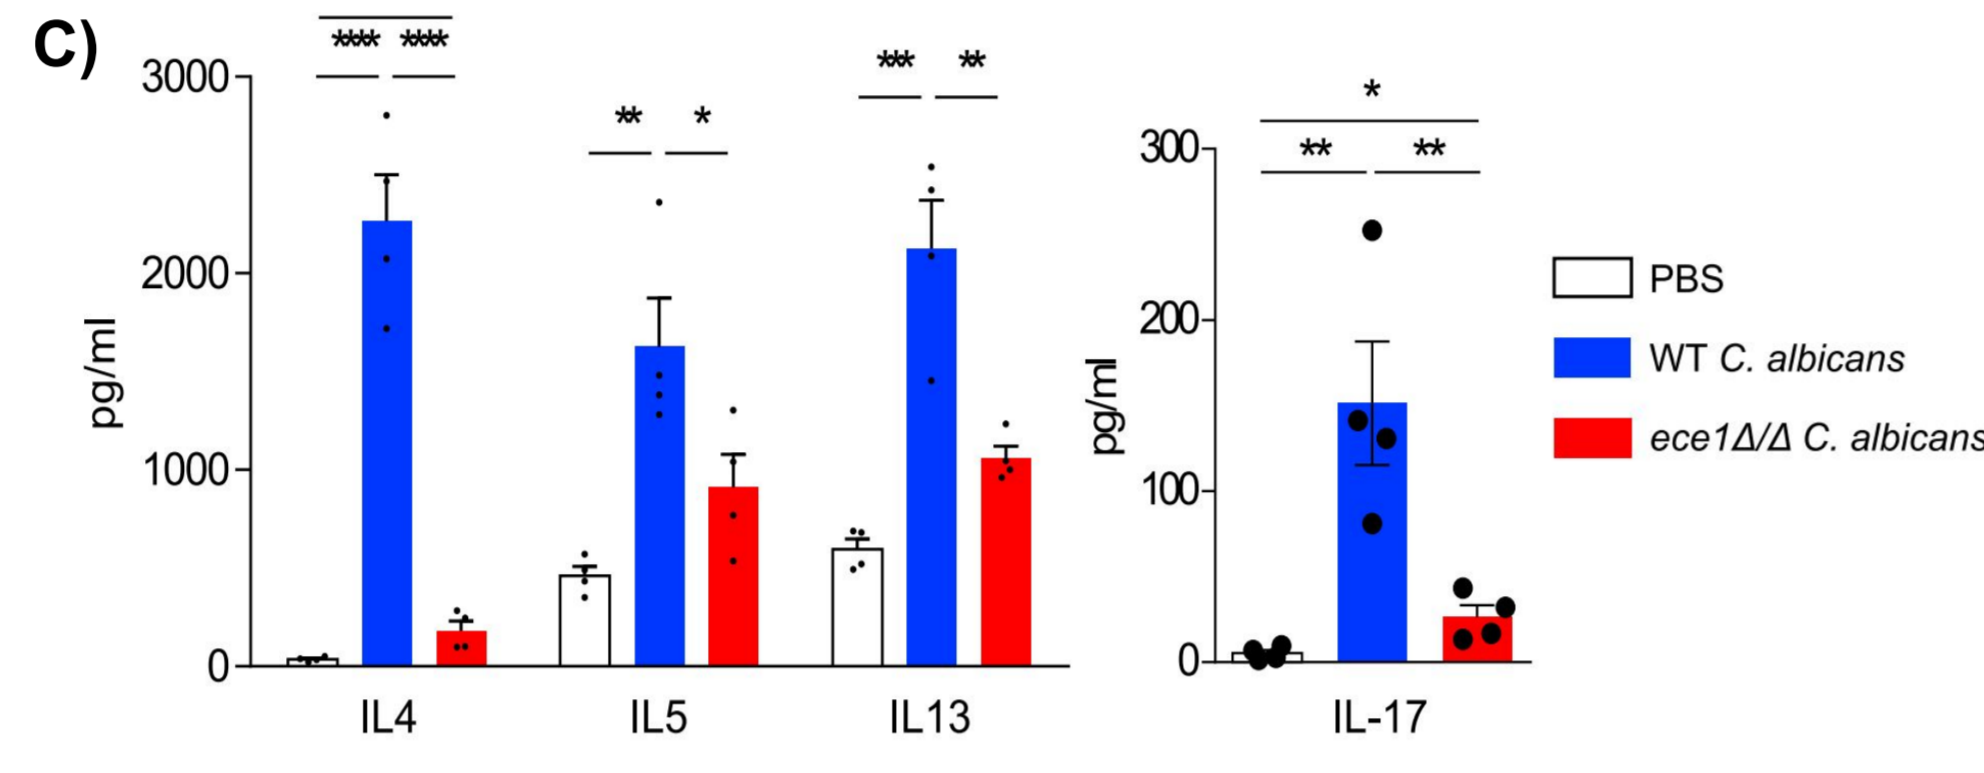 C)
**** ****
3000
2000
1000
0
pg/ml
** *
*** **
IL4 IL5 IL13
*
** **
300
200
100
0
pg/ml
IL-17
PBS
WT C. albicans
ece1Δ/Δ C. albicans